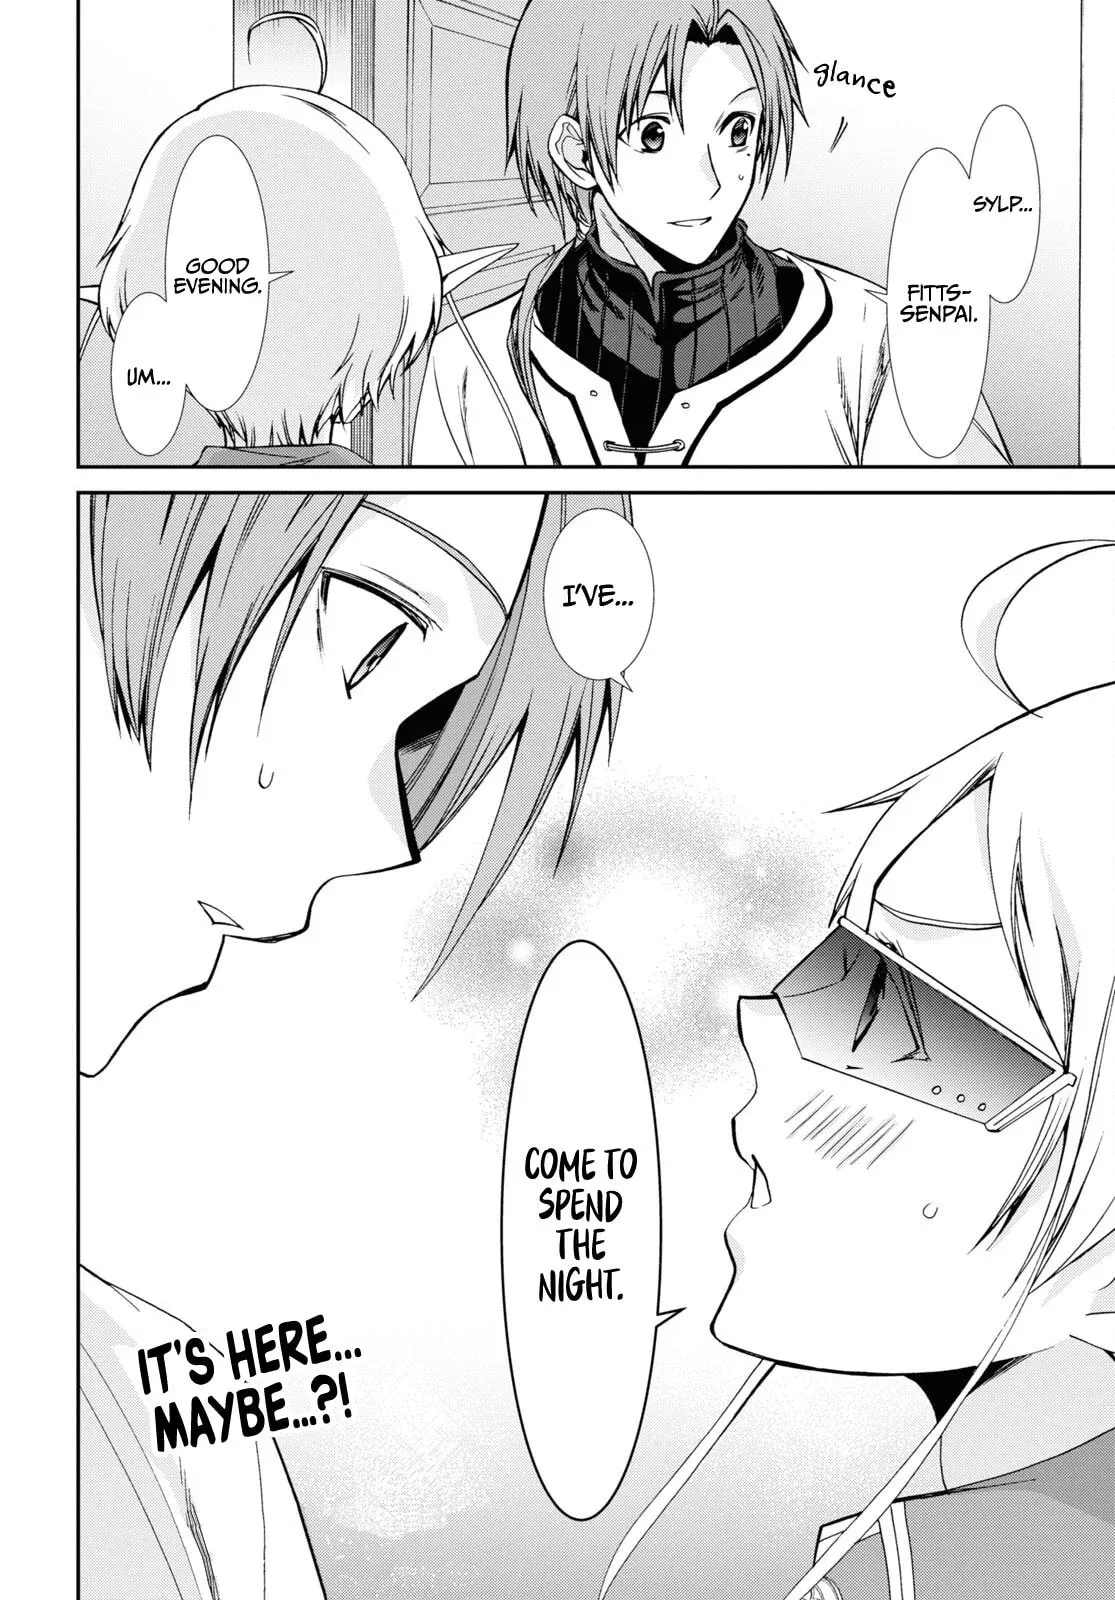 glance
SYLP...
FITTS-
SENPAI.
GOOD
EVENING.
UM...
I'VE...
COME TO
SPEND
THE
NIGHT.
IT'S HERE...
MAYBE...?!